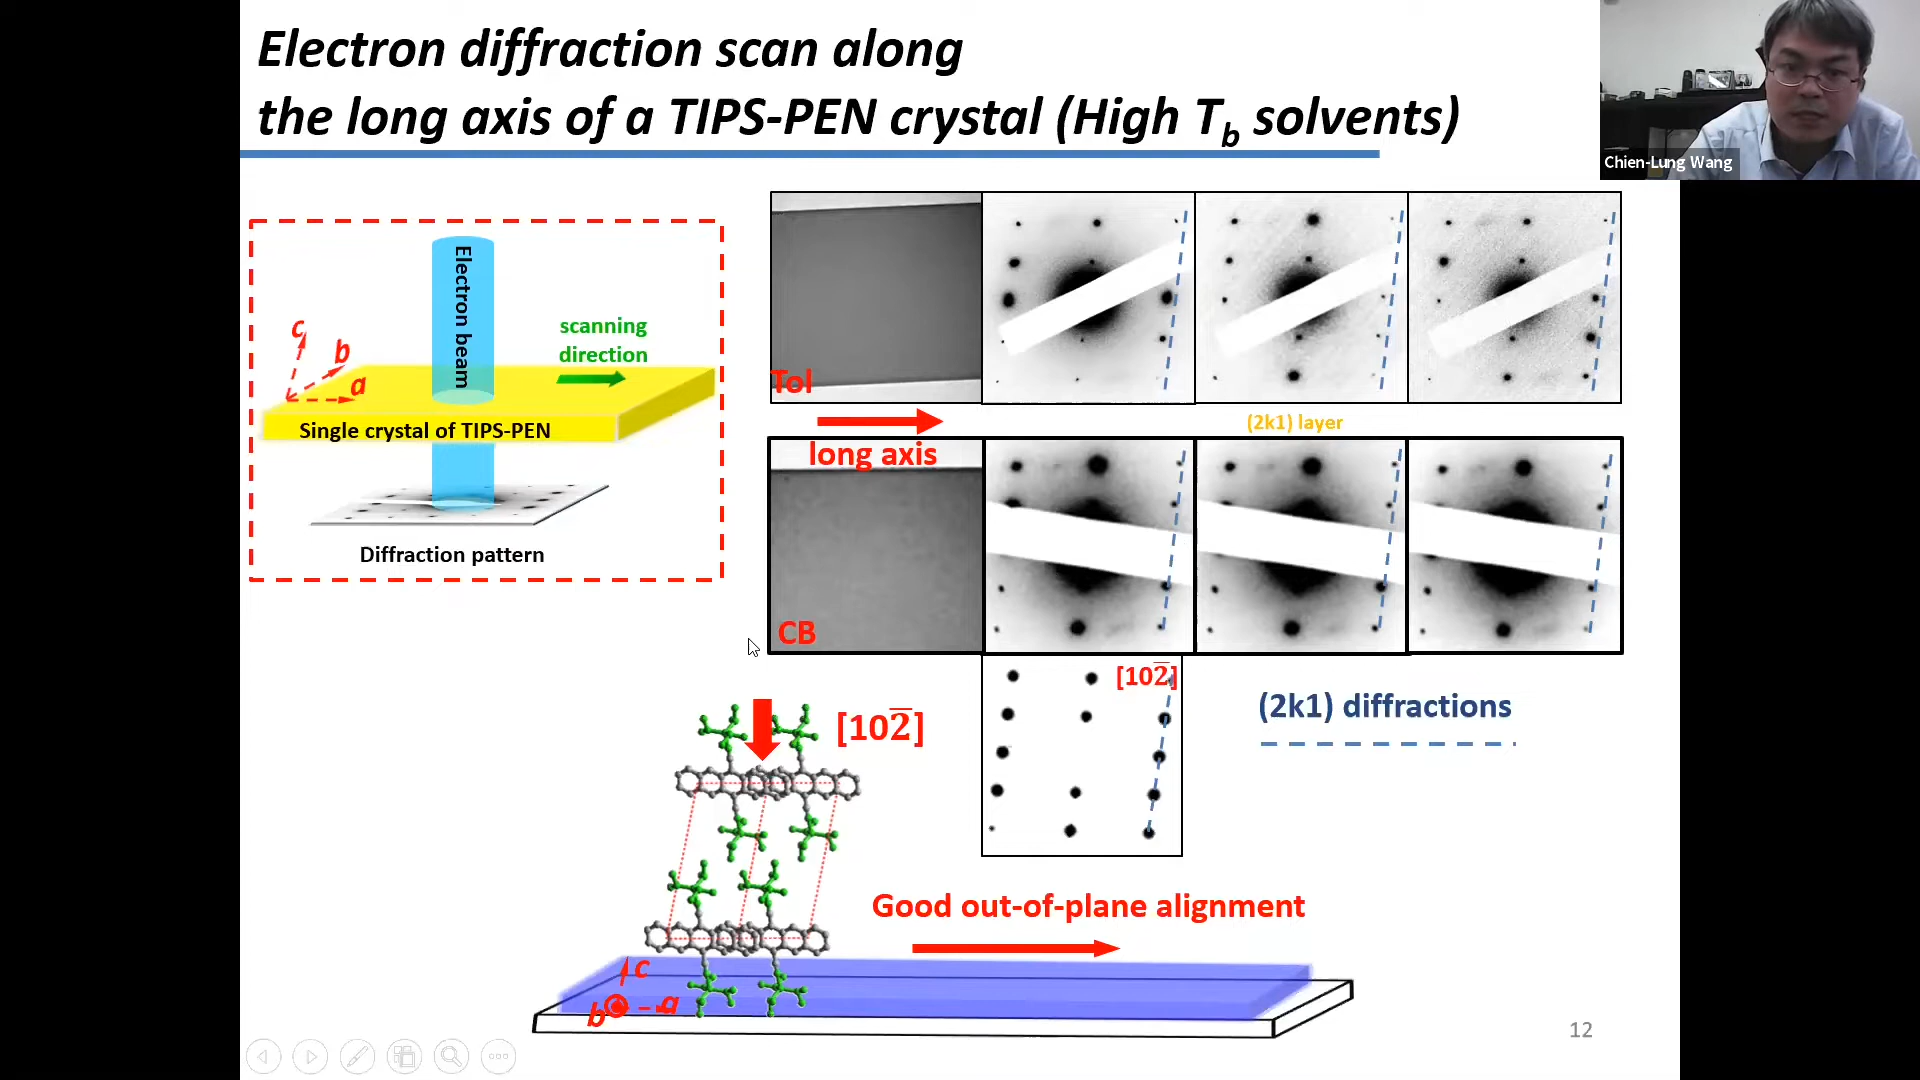 Electron diffraction scan along
the long axis of a TIPS-PEN crystal (High Tb solvents)
Chien-Lung Wang
Electron beam
c
b
a
scanning
direction
Single crystal of TIPS-PEN
Diffraction pattern
Tol
long axis
(2k1) layer
CB
[102̅]
[102̅]
(2k1) diffractions
Good out-of-plane alignment
c
b
a
12